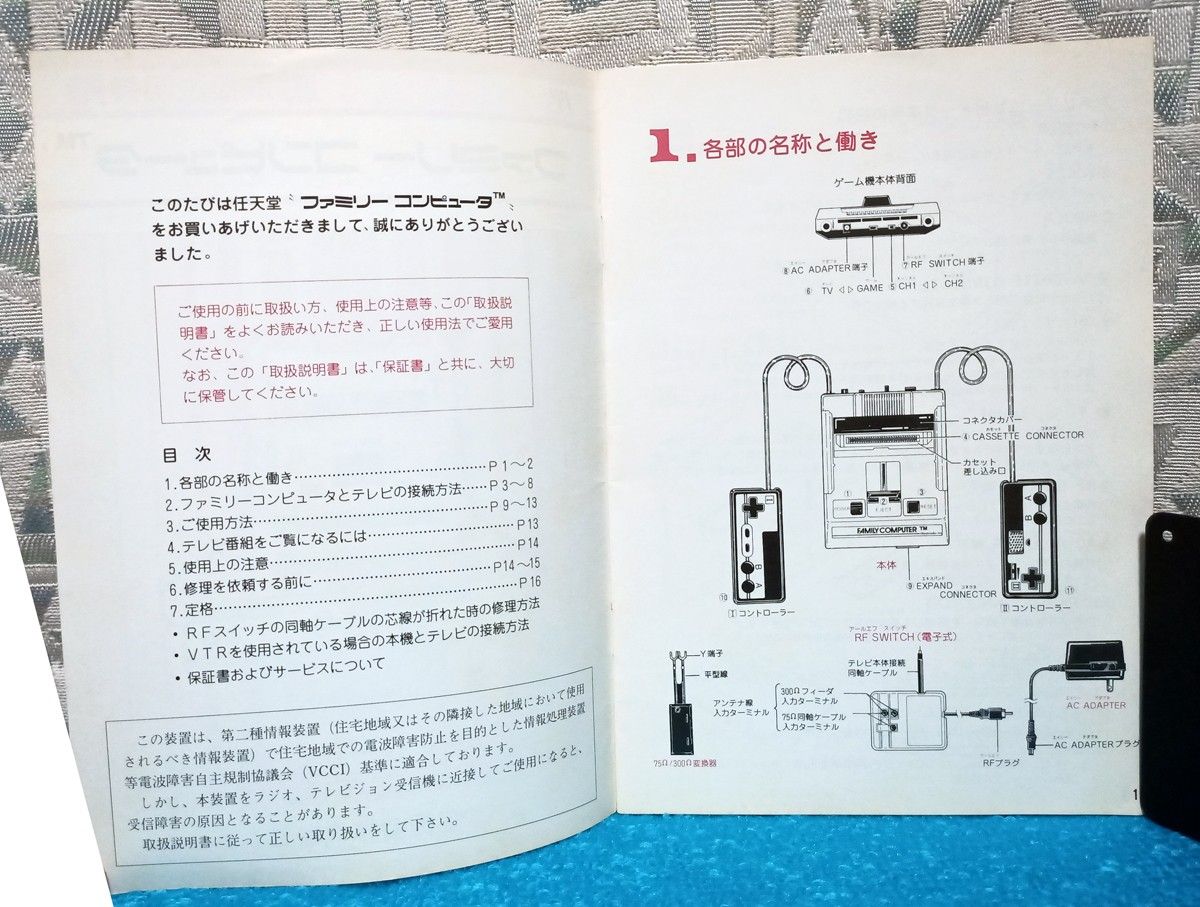 このたびは任天堂〝ファミリー コンピュータ™〟
をお買いあげいただきまして、誠にありがとうござい
ました。
ご使用の前に取扱い方、使用上の注意等、この「取扱説
明書」をよくお読みいただき、正しい使用法でご愛用
ください。
なお、この「取扱説明書」は、「保証書」と共に、大切
に保管してください。
目 次
1.各部の名称と働き……………………………P 1〜2
2.ファミリーコンピュータとテレビの接続方法……P 3〜8
3.ご使用方法……………………………P 9〜13
4.テレビ番組をご覧になるには……………………P13
5.使用上の注意……………………………P14
6.修理を依頼する前に……………………P14〜15
7.定格……………………………P16
・RFスイッチの同軸ケーブルの芯線が折れた時の修理方法
・VTRを使用されている場合の本機とテレビの接続方法
・保証書およびサービスについて
この装置は、第二種情報装置（住宅地域又はその隣接した地域において使用
されるべき情報装置）で住宅地域での電波障害防止を目的とした情報処理装置
等電波障害自主規制協議会（VCCI）基準に適合しております。
しかし、本装置をラジオ、テレビジョン受信機に近接してご使用になると、
受信障害の原因となることがあります。
取扱説明書に従って正しい取り扱いをして下さい。
1.各部の名称と働き
ゲーム機本体背面
⑧AC ADAPTER端子
⑦RF SWITCH端子
⑥ TV ◁ ▷ GAME
5 CH1 ◁ ▷ CH2
コネクタカバー
④ CASSETTE CONNECTOR
カセット
差し込み口
①
2
3
EJECT
FAMILY COMPUTER ™
本体
⑨ EXPAND
CONNECTOR
A
B
B
A
⑩
Ⅰコントローラー
⑪
Ⅱコントローラー
アールエフ スイッチ
RF SWITCH（電子式）
Y端子
平型線
75Ω/300Ω変換器
テレビ本体接続
同軸ケーブル
アンテナ線
入力ターミナル
300Ωフィーダ
入力ターミナル
75Ω同軸ケーブル
入力ターミナル
RFプラグ
AC ADAPTER
AC ADAPTERプラグ
1